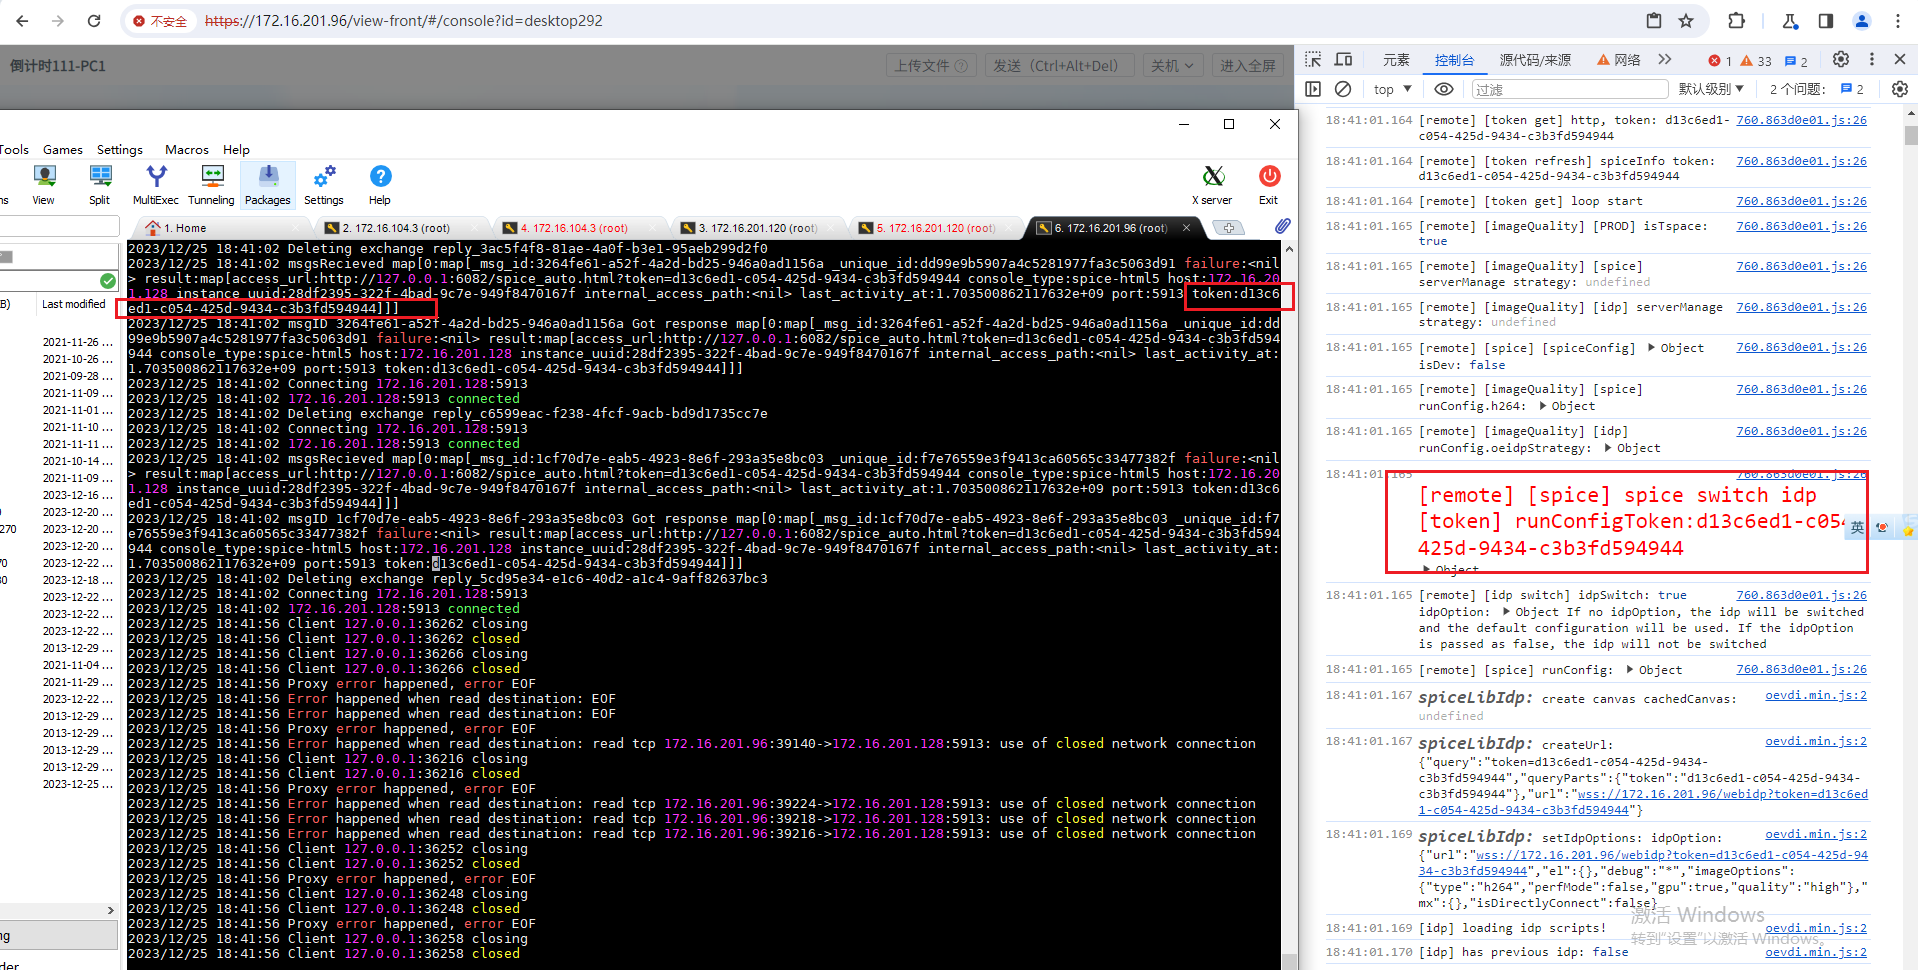 不安全 https://172.16.201.96/view-front/#/console?id=desktop292
倒计时111-PC1
上传文件 发送（Ctrl+Alt+Del） 关机 进入全屏
Tools Games Settings Macros Help
View Split MultiExec Tunneling Packages Settings Help X server Exit
1. Home 2. 172.16.104.3 (root) 4. 172.16.104.3 (root) 3. 172.16.201.120 (root) 5. 172.16.201.120 (root) 6. 172.16.201.96 (root)
B) Last modified
2021-11-26 ...
2021-10-26 ...
2021-09-28 ...
2021-11-09 ...
2021-11-01 ...
2021-11-10 ...
2021-11-11 ...
2021-10-14 ...
2021-11-09 ...
2023-12-16 ...
2023-12-20 ...
270 2023-12-20 ...
2023-12-20 ...
70 2023-12-22 ...
30 2023-12-18 ...
2023-12-22 ...
2023-12-22 ...
2023-12-22 ...
2013-12-29 ...
2021-11-04 ...
2021-11-29 ...
2023-12-22 ...
2013-12-29 ...
2013-12-29 ...
2013-12-29 ...
2013-12-29 ...
2023-12-25 ...
ng
der
2023/12/25 18:41:02 Deleting exchange reply_3ac5f4f8-81ae-4a0f-b3e1-95aeb299d2f0
2023/12/25 18:41:02 msgsRecieved map[0:map[_msg_id:3264fe61-a52f-4a2d-bd25-946a0ad1156a _unique_id:dd99e9b5907a4c5281977fa3c5063d91 failure:<nil
> result:map[access_url:http://127.0.0.1:6082/spice_auto.html?token=d13c6ed1-c054-425d-9434-c3b3fd594944 console_type:spice-html5 host:172.16.20
1.128 instance_uuid:28df2395-322f-4bad-9c7e-949f8470167f internal_access_path:<nil> last_activity_at:1.703500862117632e+09 port:5913 token:d13c6
ed1-c054-425d-9434-c3b3fd594944]]]
2023/12/25 18:41:02 msgID 3264fe61-a52f-4a2d-bd25-946a0ad1156a Got response map[0:map[_msg_id:3264fe61-a52f-4a2d-bd25-946a0ad1156a _unique_id:dd
99e9b5907a4c5281977fa3c5063d91 failure:<nil> result:map[access_url:http://127.0.0.1:6082/spice_auto.html?token=d13c6ed1-c054-425d-9434-c3b3fd594
944 console_type:spice-html5 host:172.16.201.128 instance_uuid:28df2395-322f-4bad-9c7e-949f8470167f internal_access_path:<nil> last_activity_at:
1.703500862117632e+09 port:5913 token:d13c6ed1-c054-425d-9434-c3b3fd594944]]]
2023/12/25 18:41:02 Connecting 172.16.201.128:5913
2023/12/25 18:41:02 172.16.201.128:5913 connected
2023/12/25 18:41:02 Deleting exchange reply_c6599eac-f238-4fcf-9acb-bd9d1735cc7e
2023/12/25 18:41:02 Connecting 172.16.201.128:5913
2023/12/25 18:41:02 172.16.201.128:5913 connected
2023/12/25 18:41:02 msgsRecieved map[0:map[_msg_id:1cf70d7e-eab5-4923-8e6f-293a35e8bc03 _unique_id:f7e76559e3f9413ca60565c33477382f failure:<nil
> result:map[access_url:http://127.0.0.1:6082/spice_auto.html?token=d13c6ed1-c054-425d-9434-c3b3fd594944 console_type:spice-html5 host:172.16.20
1.128 instance_uuid:28df2395-322f-4bad-9c7e-949f8470167f internal_access_path:<nil> last_activity_at:1.703500862117632e+09 port:5913 token:d13c6
ed1-c054-425d-9434-c3b3fd594944]]]
2023/12/25 18:41:02 msgID 1cf70d7e-eab5-4923-8e6f-293a35e8bc03 Got response map[0:map[_msg_id:1cf70d7e-eab5-4923-8e6f-293a35e8bc03 _unique_id:f7
e76559e3f9413ca60565c33477382f failure:<nil> result:map[access_url:http://127.0.0.1:6082/spice_auto.html?token=d13c6ed1-c054-425d-9434-c3b3fd594
944 console_type:spice-html5 host:172.16.201.128 instance_uuid:28df2395-322f-4bad-9c7e-949f8470167f internal_access_path:<nil> last_activity_at:
1.703500862117632e+09 port:5913 token:d13c6ed1-c054-425d-9434-c3b3fd594944]]]
2023/12/25 18:41:02 Deleting exchange reply_5cd95e34-e1c6-40d2-a1c4-9aff82637bc3
2023/12/25 18:41:02 Connecting 172.16.201.128:5913
2023/12/25 18:41:02 172.16.201.128:5913 connected
2023/12/25 18:41:56 Client 127.0.0.1:36262 closing
2023/12/25 18:41:56 Client 127.0.0.1:36262 closed
2023/12/25 18:41:56 Client 127.0.0.1:36266 closing
2023/12/25 18:41:56 Client 127.0.0.1:36266 closed
2023/12/25 18:41:56 Proxy error happened, error EOF
2023/12/25 18:41:56 Error happened when read destination: EOF
2023/12/25 18:41:56 Error happened when read destination: EOF
2023/12/25 18:41:56 Proxy error happened, error EOF
2023/12/25 18:41:56 Error happened when read destination: read tcp 172.16.201.96:39140->172.16.201.128:5913: use of closed network connection
2023/12/25 18:41:56 Client 127.0.0.1:36216 closing
2023/12/25 18:41:56 Client 127.0.0.1:36216 closed
2023/12/25 18:41:56 Proxy error happened, error EOF
2023/12/25 18:41:56 Error happened when read destination: read tcp 172.16.201.96:39224->172.16.201.128:5913: use of closed network connection
2023/12/25 18:41:56 Error happened when read destination: read tcp 172.16.201.96:39218->172.16.201.128:5913: use of closed network connection
2023/12/25 18:41:56 Error happened when read destination: read tcp 172.16.201.96:39216->172.16.201.128:5913: use of closed network connection
2023/12/25 18:41:56 Client 127.0.0.1:36252 closing
2023/12/25 18:41:56 Client 127.0.0.1:36252 closed
2023/12/25 18:41:56 Proxy error happened, error EOF
2023/12/25 18:41:56 Client 127.0.0.1:36248 closing
2023/12/25 18:41:56 Client 127.0.0.1:36248 closed
2023/12/25 18:41:56 Proxy error happened, error EOF
2023/12/25 18:41:56 Client 127.0.0.1:36258 closing
2023/12/25 18:41:56 Client 127.0.0.1:36258 closed
元素 控制台 源代码/来源 网络 1 33 2
top 过滤 默认级别 2 个问题: 2
18:41:01.164 [remote] [token get] http, token: d13c6ed1- 760.863d0e01.js:26
c054-425d-9434-c3b3fd594944
18:41:01.164 [remote] [token refresh] spiceInfo token: 760.863d0e01.js:26
d13c6ed1-c054-425d-9434-c3b3fd594944
18:41:01.164 [remote] [token get] loop start 760.863d0e01.js:26
18:41:01.165 [remote] [imageQuality] [PROD] isTspace: 760.863d0e01.js:26
true
18:41:01.165 [remote] [imageQuality] [spice] 760.863d0e01.js:26
serverManage strategy: undefined
18:41:01.165 [remote] [imageQuality] [idp] serverManage 760.863d0e01.js:26
strategy: undefined
18:41:01.165 [remote] [spice] [spiceConfig] Object 760.863d0e01.js:26
isDev: false
18:41:01.165 [remote] [imageQuality] [spice] 760.863d0e01.js:26
runConfig.h264: Object
18:41:01.165 [remote] [imageQuality] [idp] 760.863d0e01.js:26
runConfig.oeidpStrategy: Object
18:41:01.165 760.863d0e01.js:26
[remote] [spice] spice switch idp
[token] runConfigToken:d13c6ed1-c054
425d-9434-c3b3fd594944
Object
英
18:41:01.165 [remote] [idp switch] idpSwitch: true 760.863d0e01.js:26
idpOption: Object If no idpOption, the idp will be switched
and the default configuration will be used. If the idpOption
is passed as false, the idp will not be switched
18:41:01.165 [remote] [spice] runConfig: Object 760.863d0e01.js:26
18:41:01.167 spiceLibIdp: create canvas cachedCanvas: oevdi.min.js:2
undefined
18:41:01.167 spiceLibIdp: createUrl: oevdi.min.js:2
{"query":"token=d13c6ed1-c054-425d-9434-
c3b3fd594944","queryParts":{"token":"d13c6ed1-c054-425d-9434-
c3b3fd594944"},"url":"wss://172.16.201.96/webidp?token=d13c6ed
1-c054-425d-9434-c3b3fd594944"}
18:41:01.169 spiceLibIdp: setIdpOptions: idpOption: oevdi.min.js:2
{"url":"wss://172.16.201.96/webidp?token=d13c6ed1-c054-425d-9
434-c3b3fd594944","el":{},"debug":"*","imageOptions":
{"type":"h264","perfMode":false,"gpu":true,"quality":"high"},"
mx":{},"isDirectlyConnect":false}
18:41:01.169 [idp] loading idp scripts! oevdi.min.js:2
18:41:01.170 [idp] has previous idp: false oevdi.min.js:2
激活 Windows
转到“设置”以激活 Windows。